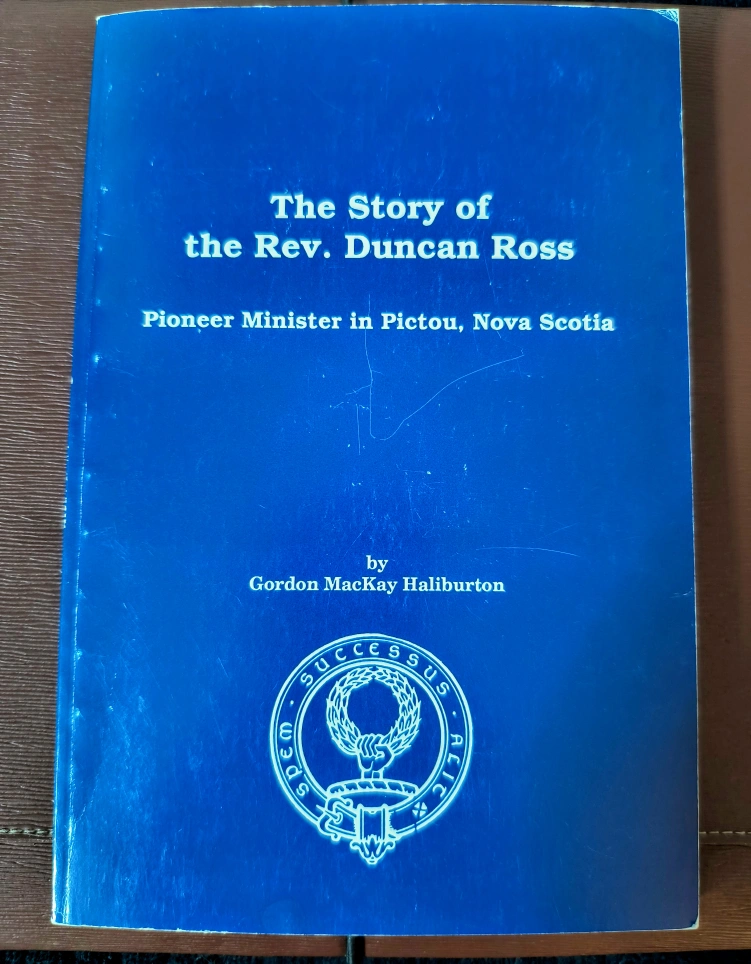 The Story of
the Rev. Duncan Ross
Pioneer Minister in Pictou, Nova Scotia
by
Gordon MacKay Haliburton
SPEM · SUCCESSUS · ALIT